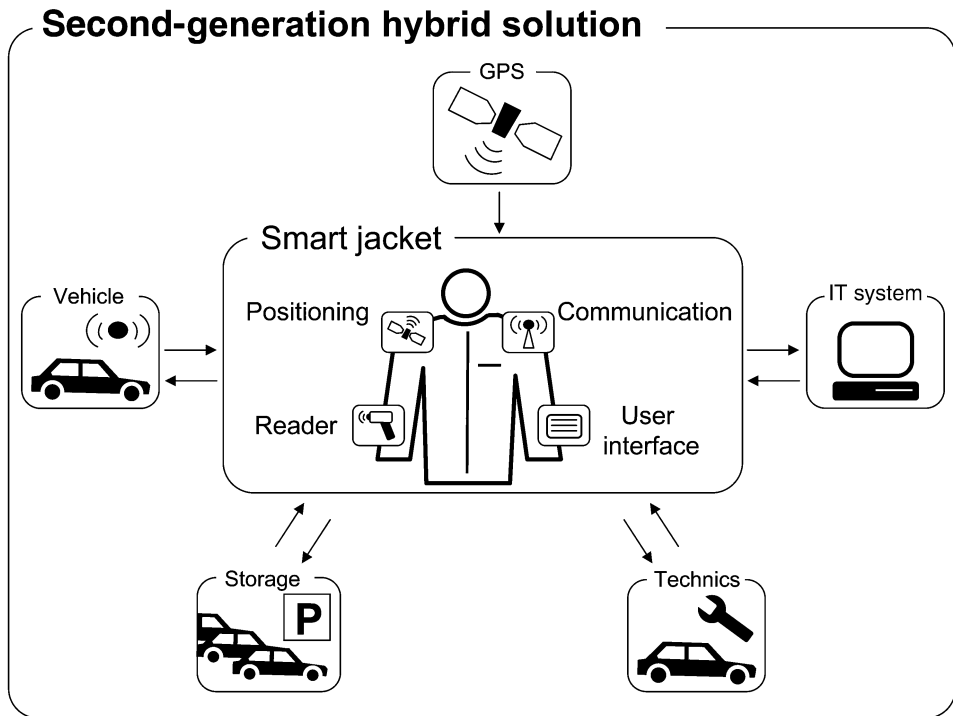 Second-generation hybrid solution
GPS
Smart jacket
Vehicle
IT system
Positioning
Communication
Reader
User
interface
Storage
P
Technics